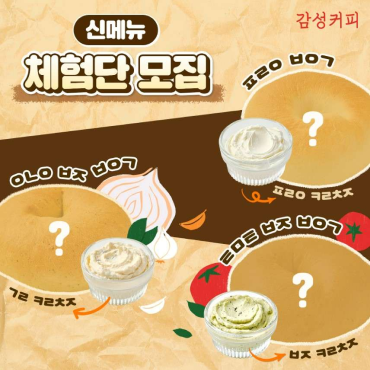 감성커피
신메뉴
체험단 모집
ㅍㄹㅇ ㅂㅇㄱ
ㅍㄹㅇ ㅋㄹㅊㅈ
ㅇㄴㅇ ㅂㅈ ㅂㅇㄱ
ㄱㄹ ㅋㄹㅊㅈ
ㅌㅁㅌ ㅂㅈ ㅂㅇㄱ
ㅂㅈ ㅋㄹㅊㅈ
?
?
?